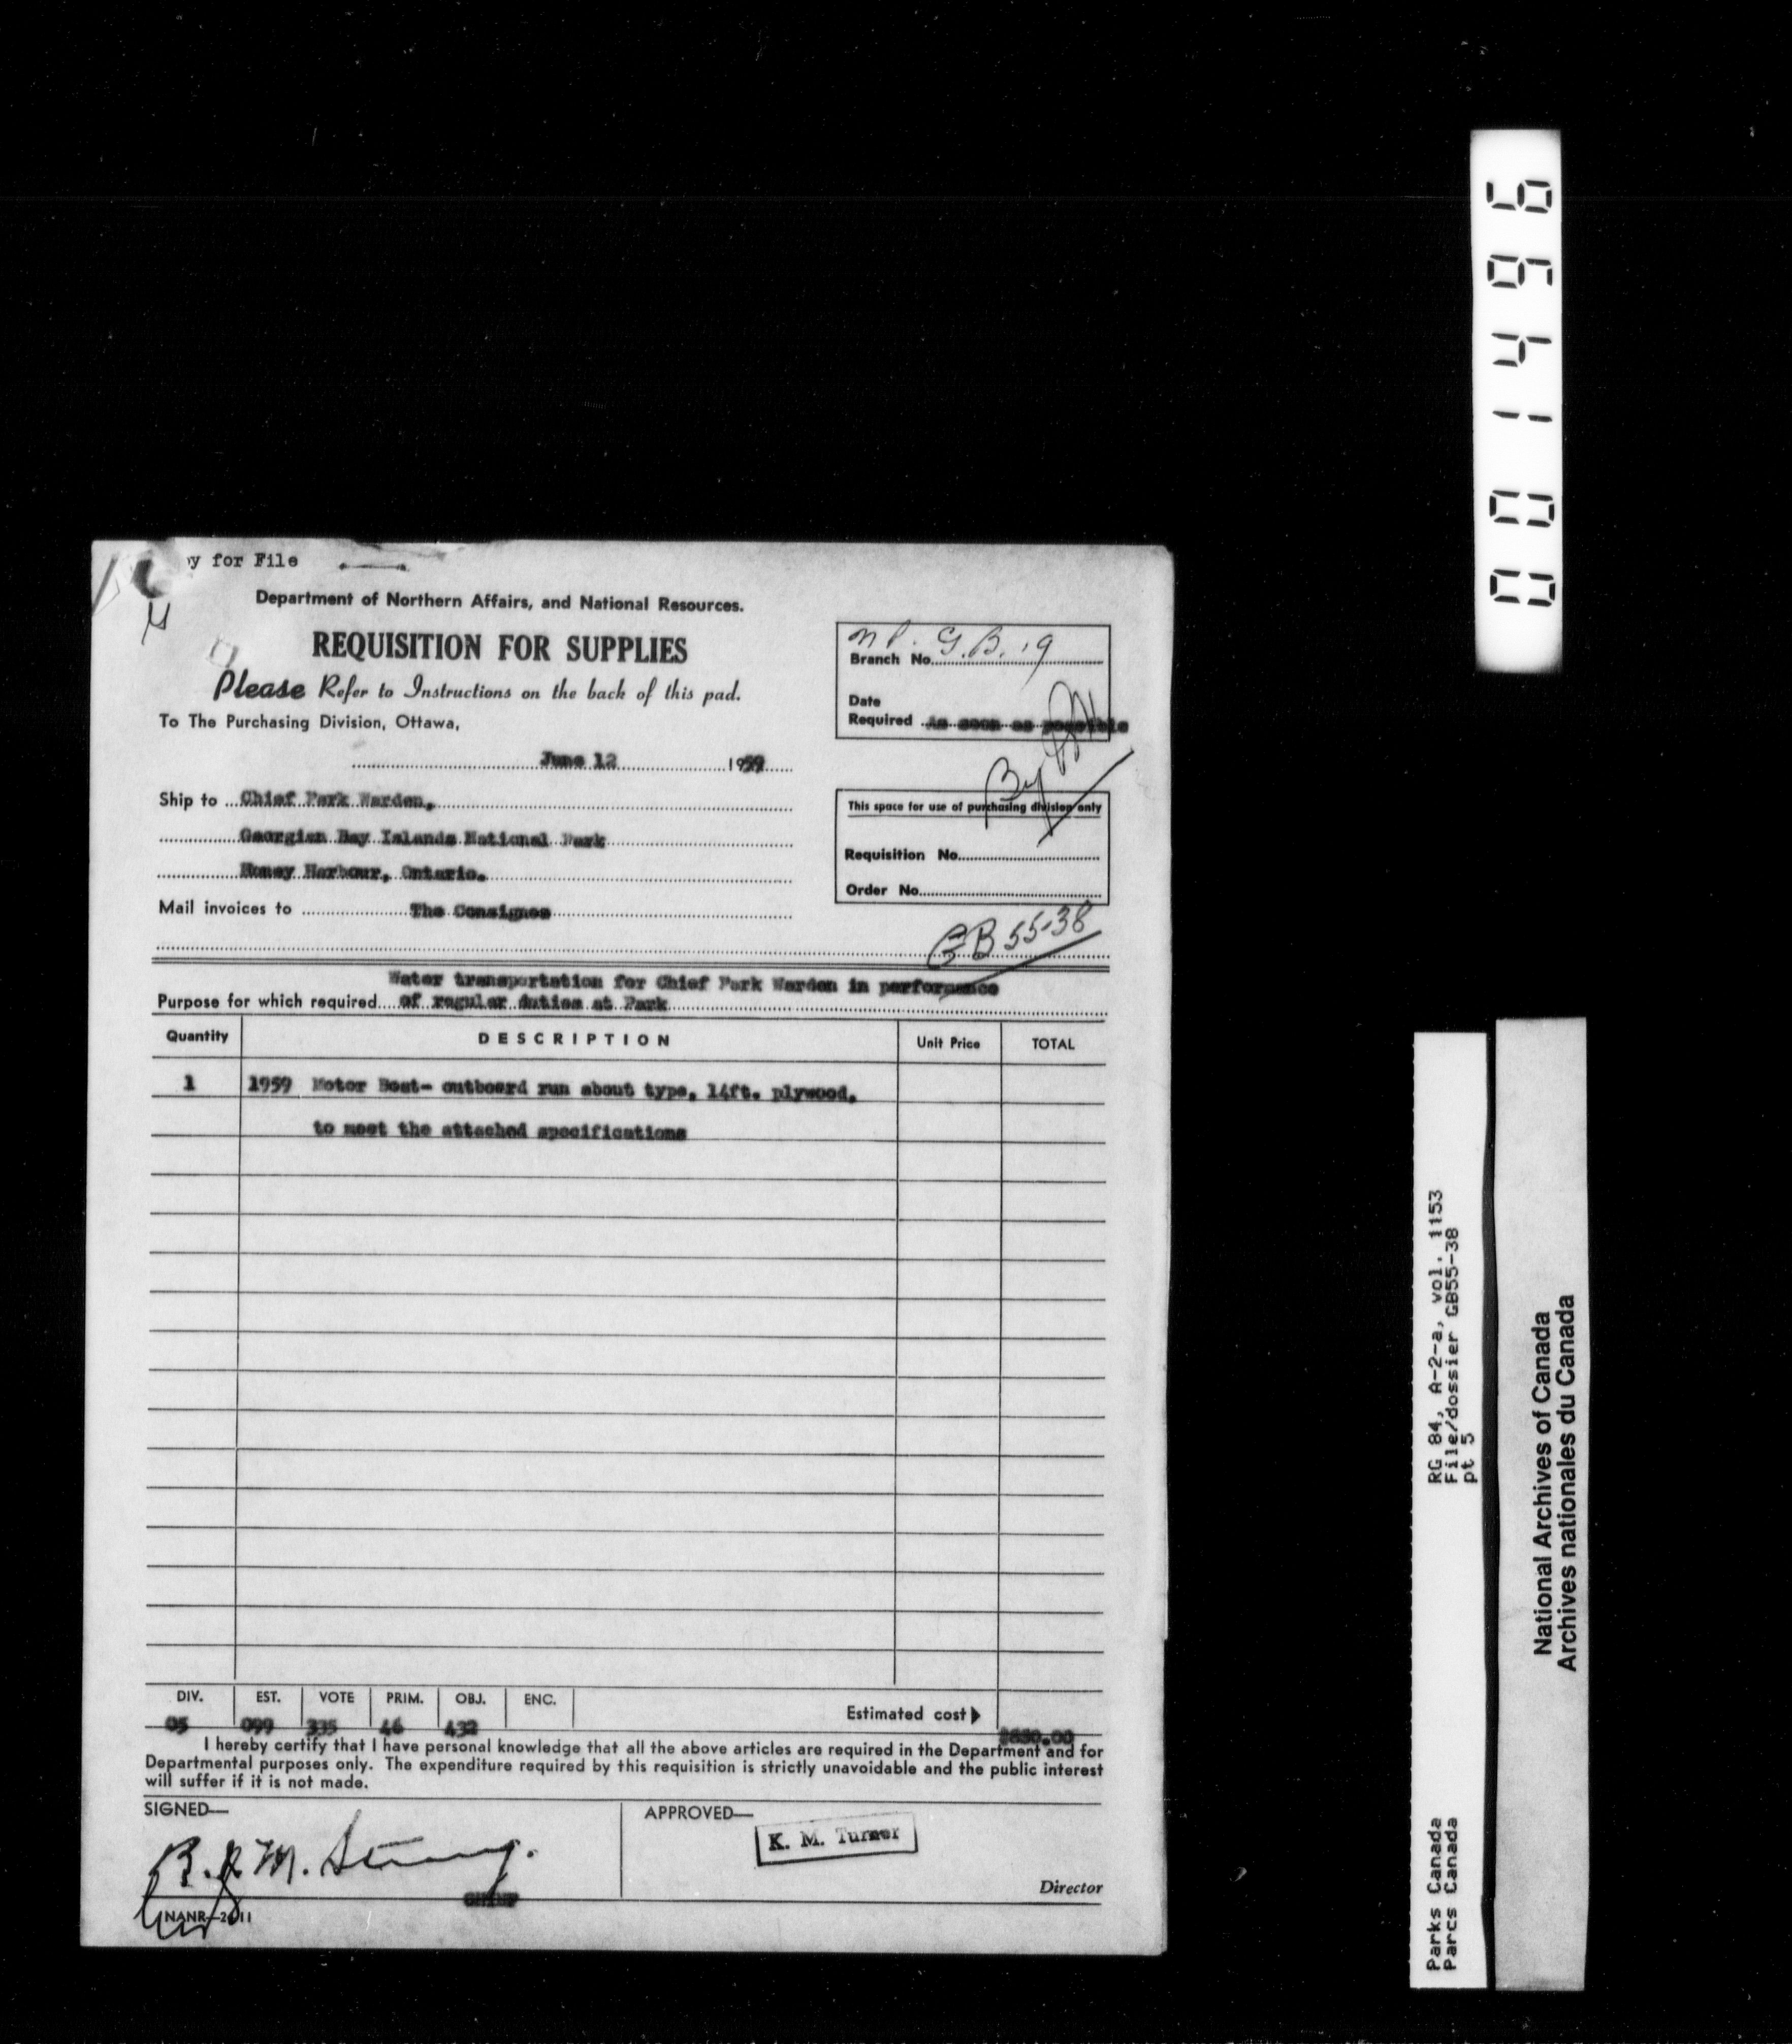 y for File
Department of Northern Affairs, and National Resources.
REQUISITION FOR SUPPLIES
Please Refer to Instructions on the back of this pad.
To The Purchasing Division, Ottawa,
June 12 1959
Ship to Chief Park Warden,
Georgian Bay Islands National Park
Honey Harbour, Ontario.
Mail invoices to The Consignee
Branch No. G.B. 19
Date
Required As soon as possible
By
This space for use of purchasing division only
Requisition No.
Order No.
GB 55-38
Water transportation for Chief Park Warden in performance
Purpose for which required of regular duties at Park
Quantity DESCRIPTION Unit Price TOTAL
1 1959 Motor Boat- outboard run about type, 14ft. plywood,
to meet the attached specifications
DIV. EST. VOTE PRIM. OBJ. ENC. Estimated cost
05 099 335 46 432
I hereby certify that I have personal knowledge that all the above articles are required in the Department and for
Departmental purposes only. The expenditure required by this requisition is strictly unavoidable and the public interest
will suffer if it is not made.
SIGNED— APPROVED—
K. M. Turner
Director
CHIEF
001496
RG 84, A-2-a, vol. 1153
File/dossier GB55-38
pt 5
Parks Canada
Parcs Canada
National Archives of Canada
Archives nationales du Canada